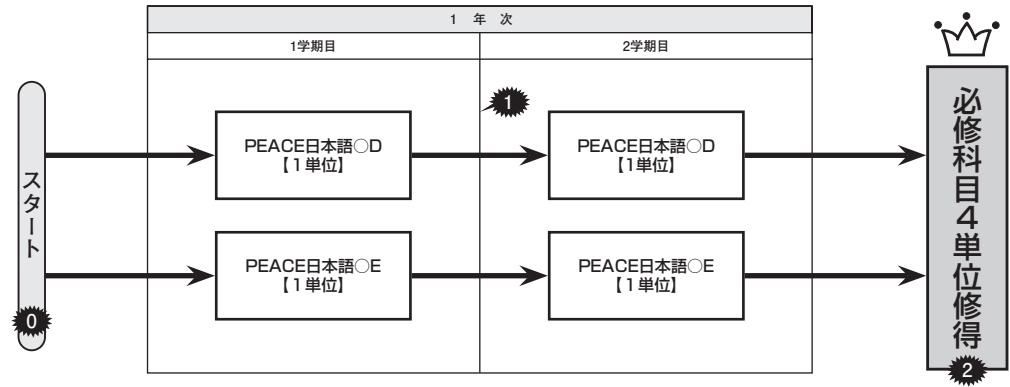 1 年 次
1学期目
2学期目
スタート
0
PEACE日本語○D
【1単位】
1
PEACE日本語○D
【1単位】
PEACE日本語○E
【1単位】
PEACE日本語○E
【1単位】
必修科目4単位修得
2